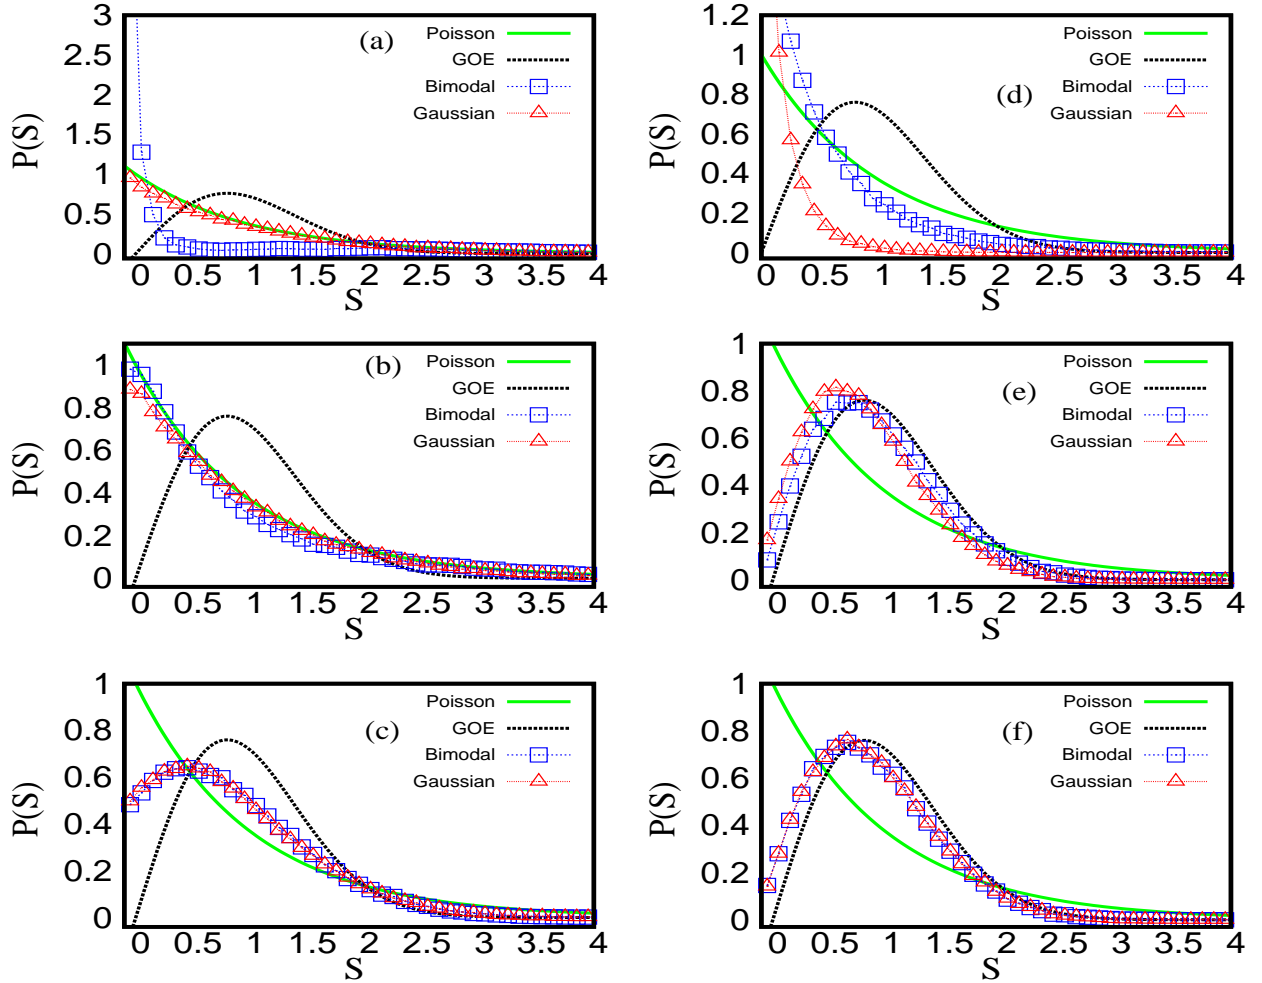 3
2.5
2
1.5
1
0.5
0
P(S)
(a)
Poisson
GOE
Bimodal
Gaussian
0 0.5 1 1.5 2 2.5 3 3.5 4
S
1.2
1
0.8
0.6
0.4
0.2
0
P(S)
(d)
Poisson
GOE
Bimodal
Gaussian
0 0.5 1 1.5 2 2.5 3 3.5 4
S
1
0.8
0.6
0.4
0.2
0
P(S)
(b)
Poisson
GOE
Bimodal
Gaussian
0 0.5 1 1.5 2 2.5 3 3.5 4
S
1
0.8
0.6
0.4
0.2
0
P(S)
(e)
Poisson
GOE
Bimodal
Gaussian
0 0.5 1 1.5 2 2.5 3 3.5 4
S
1
0.8
0.6
0.4
0.2
0
P(S)
(c)
Poisson
GOE
Bimodal
Gaussian
0 0.5 1 1.5 2 2.5 3 3.5 4
S
1
0.8
0.6
0.4
0.2
0
P(S)
(f)
Poisson
GOE
Bimodal
Gaussian
0 0.5 1 1.5 2 2.5 3 3.5 4
S